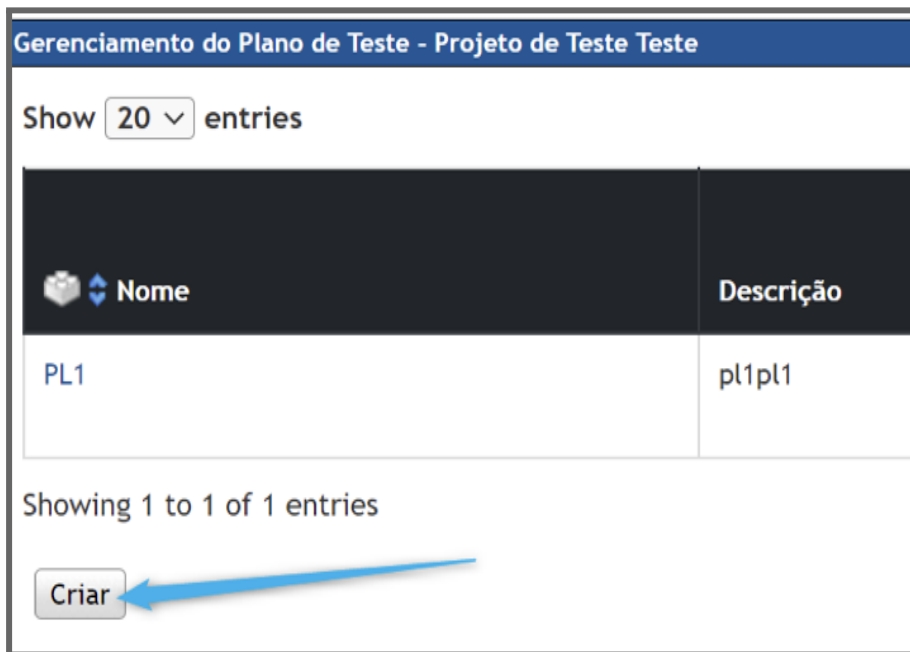 Gerenciamento do Plano de Teste - Projeto de Teste Teste
Show 20 entries
Nome Descrição
PL1 pl1pl1
Showing 1 to 1 of 1 entries
Criar